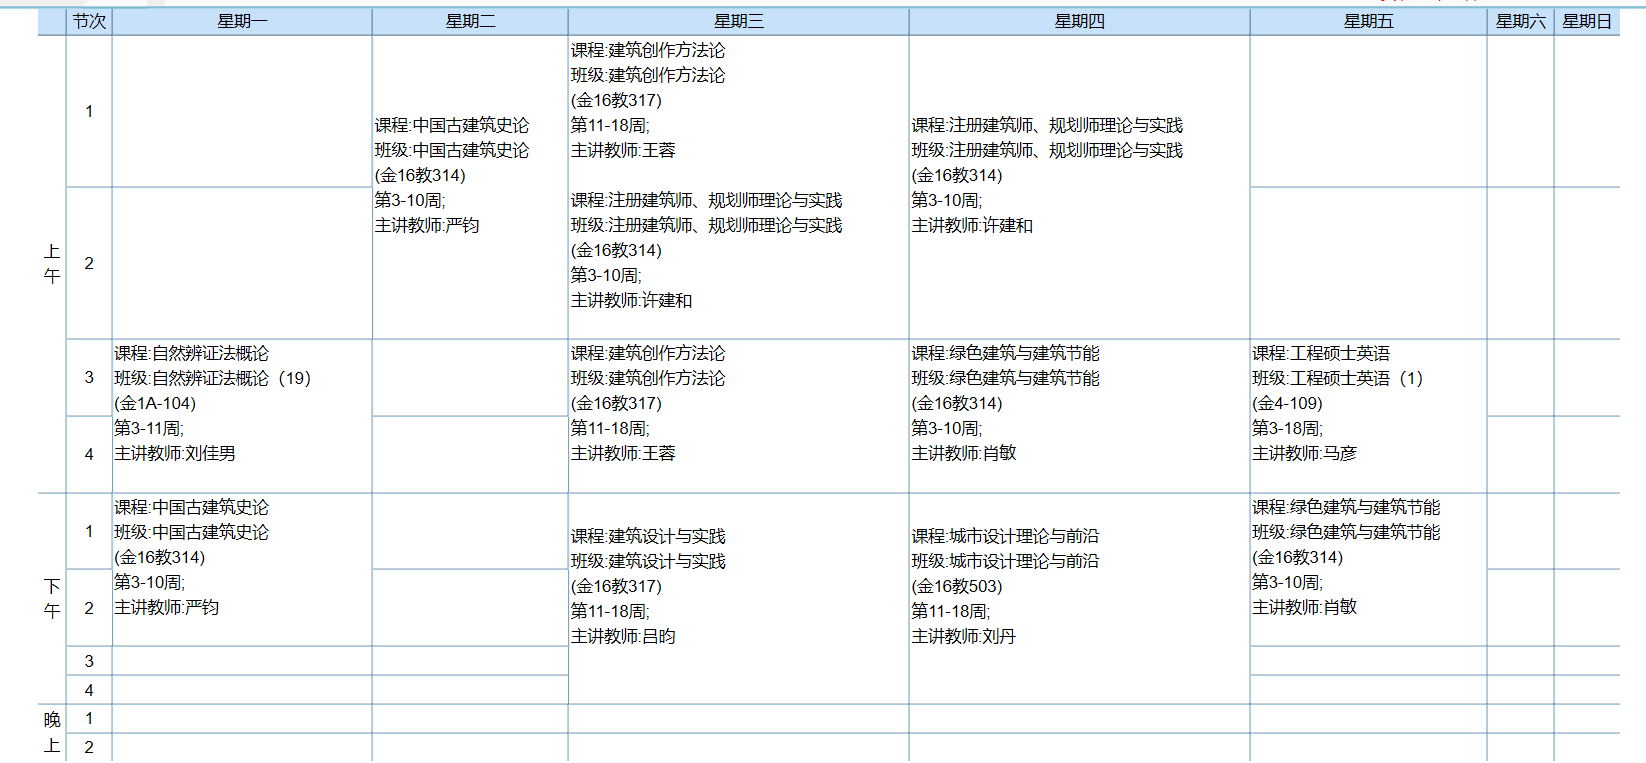 节次 星期一 星期二 星期三 星期四 星期五 星期六 星期日
上午
1
2
课程:中国古建筑史论
班级:中国古建筑史论
(金16教314)
第3-10周;
主讲教师:严钧
课程:建筑创作方法论
班级:建筑创作方法论
(金16教317)
第11-18周;
主讲教师:王蓉
课程:注册建筑师、规划师理论与实践
班级:注册建筑师、规划师理论与实践
(金16教314)
第3-10周;
主讲教师:许建和
课程:注册建筑师、规划师理论与实践
班级:注册建筑师、规划师理论与实践
(金16教314)
第3-10周;
主讲教师:许建和
3
4
课程:自然辨证法概论
班级:自然辨证法概论（19）
(金1A-104)
第3-11周;
主讲教师:刘佳男
课程:建筑创作方法论
班级:建筑创作方法论
(金16教317)
第11-18周;
主讲教师:王蓉
课程:绿色建筑与建筑节能
班级:绿色建筑与建筑节能
(金16教314)
第3-10周;
主讲教师:肖敏
课程:工程硕士英语
班级:工程硕士英语（1）
(金4-109)
第3-18周;
主讲教师:马彦
下午
1
2
课程:中国古建筑史论
班级:中国古建筑史论
(金16教314)
第3-10周;
主讲教师:严钧
课程:建筑设计与实践
班级:建筑设计与实践
(金16教317)
第11-18周;
主讲教师:吕昀
课程:城市设计理论与前沿
班级:城市设计理论与前沿
(金16教503)
第11-18周;
主讲教师:刘丹
课程:绿色建筑与建筑节能
班级:绿色建筑与建筑节能
(金16教314)
第3-10周;
主讲教师:肖敏
3
4
晚上
1
2